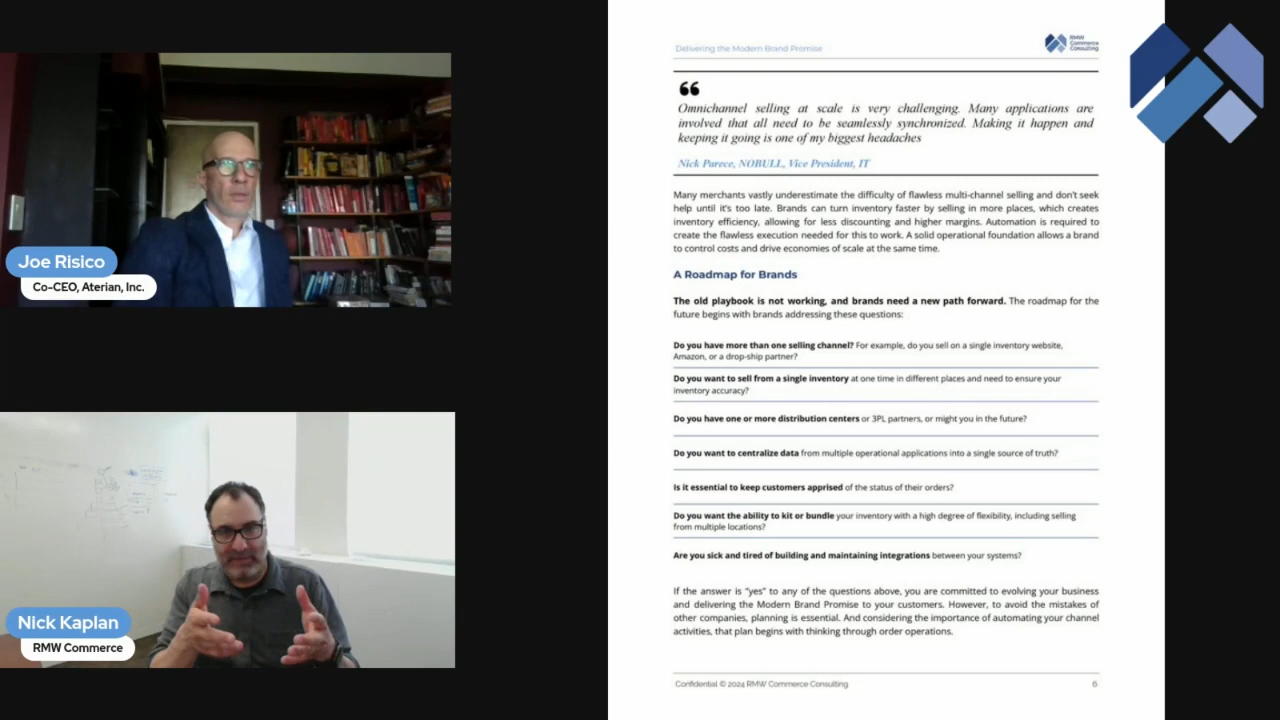 Joe Risico
Co-CEO, Aterian, Inc.
Nick Kaplan
RMW Commerce
Delivering the Modern Brand Promise
RMW
Commerce
Consulting
“
Omnichannel selling at scale is very challenging. Many applications are
involved that all need to be seamlessly synchronized. Making it happen and
keeping it going is one of my biggest headaches
Nick Parece, NOBULL, Vice President, IT
Many merchants vastly underestimate the difficulty of flawless multi-channel selling and don't seek
help until it's too late. Brands can turn inventory faster by selling in more places, which creates
inventory efficiency, allowing for less discounting and higher margins. Automation is required to
create the flawless execution needed for this to work. A solid operational foundation allows a brand
to control costs and drive economies of scale at the same time.
A Roadmap for Brands
The old playbook is not working, and brands need a new path forward. The roadmap for the
future begins with brands addressing these questions:
Do you have more than one selling channel? For example, do you sell on a single inventory website,
Amazon, or a drop-ship partner?
Do you want to sell from a single inventory at one time in different places and need to ensure your
inventory accuracy?
Do you have one or more distribution centers or 3PL partners, or might you in the future?
Do you want to centralize data from multiple operational applications into a single source of truth?
Is it essential to keep customers apprised of the status of their orders?
Do you want the ability to kit or bundle your inventory with a high degree of flexibility, including selling
from multiple locations?
Are you sick and tired of building and maintaining integrations between your systems?
If the answer is "yes" to any of the questions above, you are committed to evolving your business
and delivering the Modern Brand Promise to your customers. However, to avoid the mistakes of
other companies, planning is essential. And considering the importance of automating your channel
activities, that plan begins with thinking through order operations.
Confidential © 2024 RMW Commerce Consulting
6